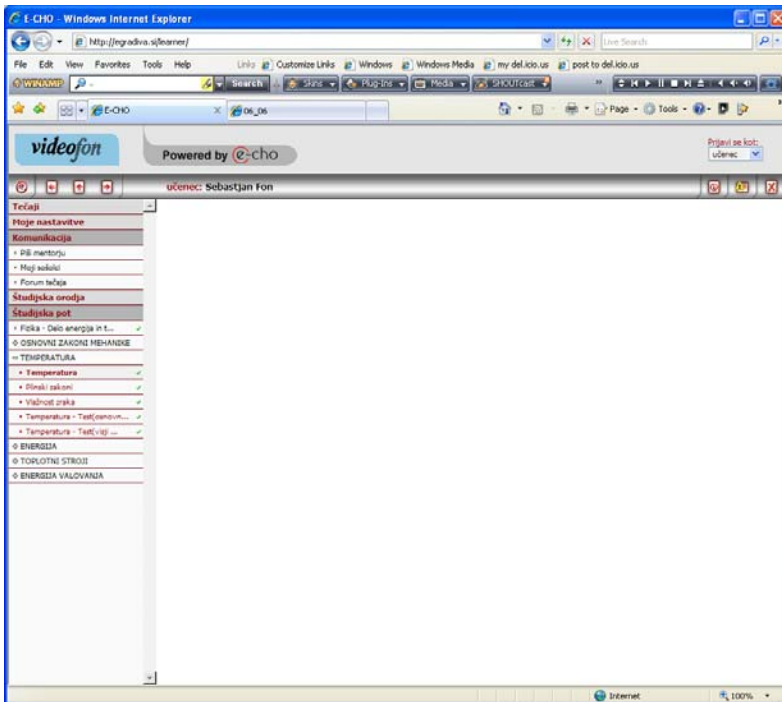 E-CHO - Windows Internet Explorer
http://egradiva.si/learner/
Live Search
File Edit View Favorites Tools Help
Links Customize Links Windows Windows Media my del.icio.us post to del.icio.us
WINAMP Search Skins Plug-Ins Media SHOUTcast
E-CHO 06_06 Page Tools
videofon
Powered by e-cho
Prijavi se kot:
učenec
učenec: Sebastjan Fon
Tečaji
Moje nastavitve
Komunikacija
Piši mentorju
Moji sošolci
Forum tečaja
Študijska orodja
Študijska pot
Fizika - Delo energija in t...
OSNOVNI ZAKONI MEHANIKE
TEMPERATURA
Temperatura
Plinski zakoni
Vlažnost zraka
Temperatura - Test(osnovn...
Temperatura - Test(višji ...
ENERGIJA
TOPLOTNI STROJI
ENERGIJA VALOVANJA
Internet 100%